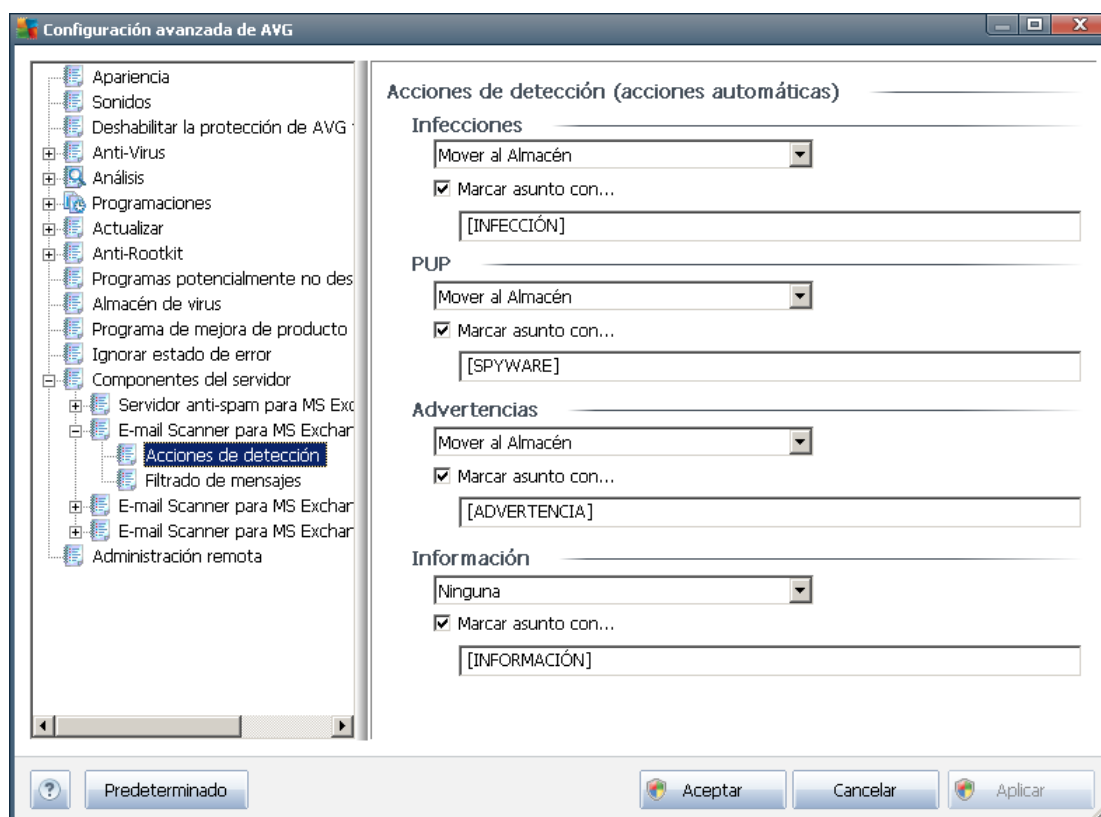 Configuración avanzada de AVG
Apariencia
Sonidos
Deshabilitar la protección de AVG
Anti-Virus
Análisis
Programaciones
Actualizar
Anti-Rootkit
Programas potencialmente no des
Almacén de virus
Programa de mejora de producto
Ignorar estado de error
Componentes del servidor
Servidor anti-spam para MS Exc
E-mail Scanner para MS Exchan
Acciones de detección
Filtrado de mensajes
E-mail Scanner para MS Exchan
E-mail Scanner para MS Exchan
Administración remota
Acciones de detección (acciones automáticas)
Infecciones
Mover al Almacén
Marcar asunto con...
[INFECCIÓN]
PUP
Mover al Almacén
Marcar asunto con...
[SPYWARE]
Advertencias
Mover al Almacén
Marcar asunto con...
[ADVERTENCIA]
Información
Ninguna
Marcar asunto con...
[INFORMACIÓN]
Predeterminado
Aceptar
Cancelar
Aplicar